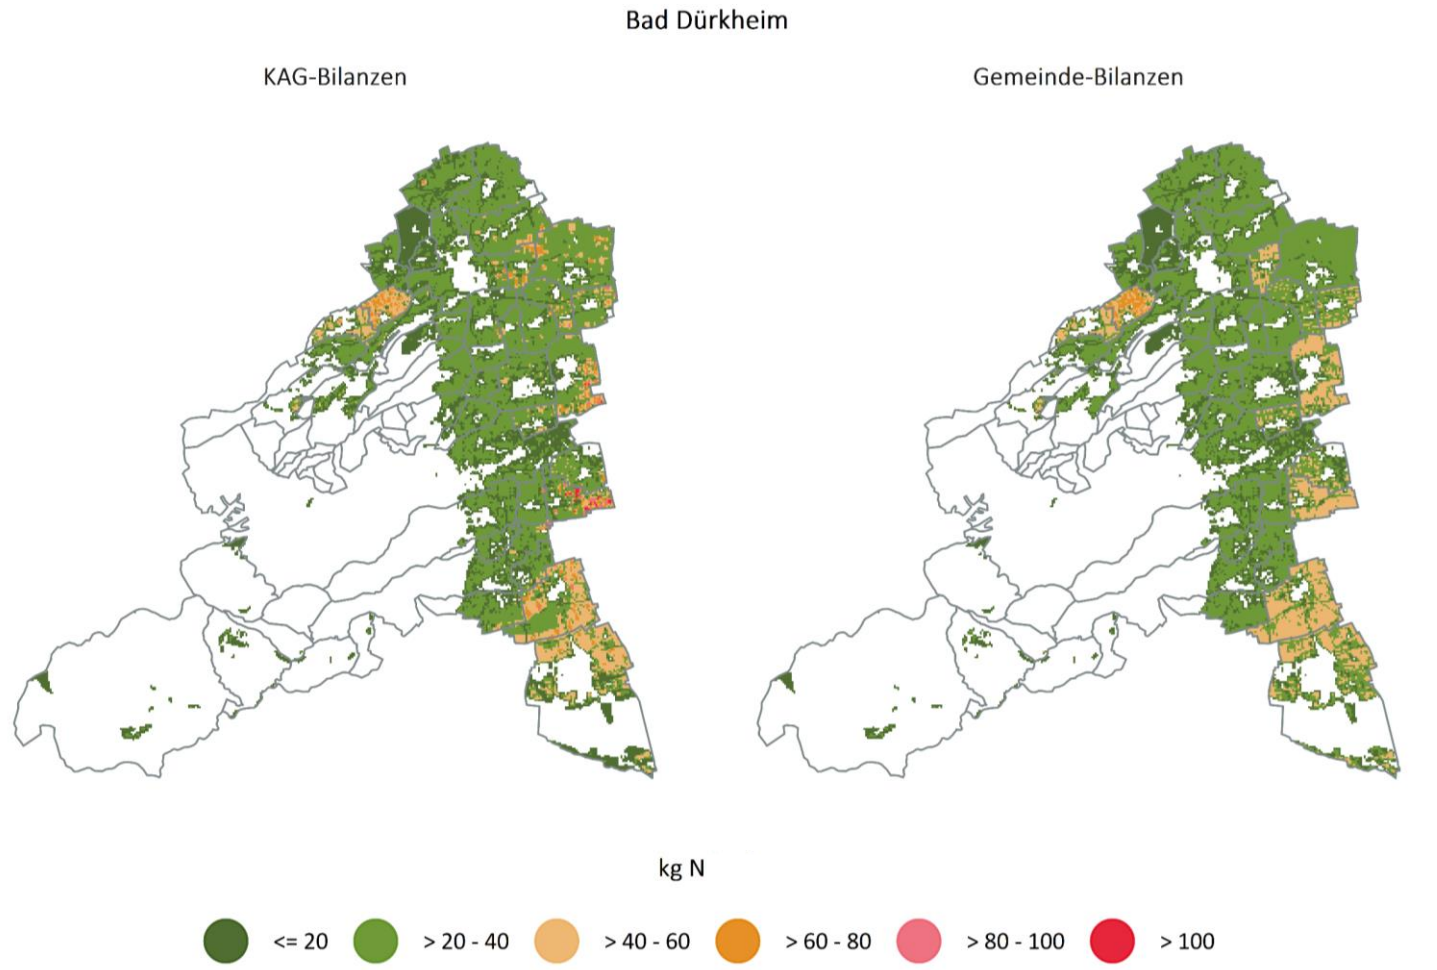 Bad Dürkheim
KAG-Bilanzen
Gemeinde-Bilanzen
kg N
<= 20
> 20 - 40
> 40 - 60
> 60 - 80
> 80 - 100
> 100